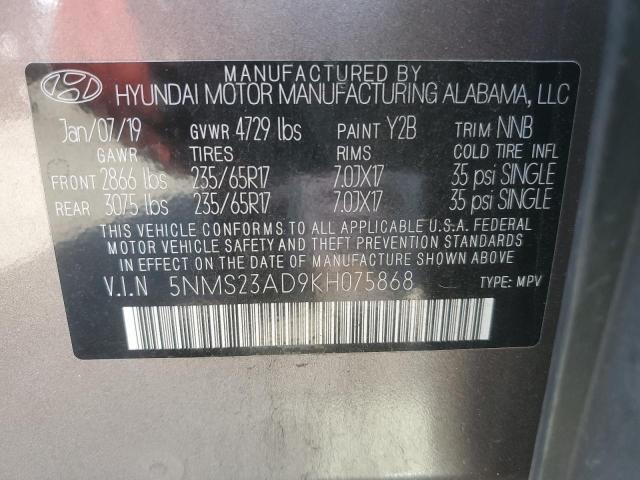 MANUFACTURED BY
HYUNDAI MOTOR MANUFACTURING ALABAMA, LLC
Jan/07/19 GVWR 4729 lbs PAINT Y2B TRIM NNB
GAWR TIRES RIMS COLD TIRE INFL
FRONT 2866 lbs 235/65R17 7.0JX17 35 psi SINGLE
REAR 3075 lbs 235/65R17 7.0JX17 35 psi SINGLE
THIS VEHICLE CONFORMS TO ALL APPLICABLE U.S.A. FEDERAL
MOTOR VEHICLE SAFETY AND THEFT PREVENTION STANDARDS
IN EFFECT ON THE DATE OF MANUFACTURE SHOWN ABOVE
V.I.N 5NMS23AD9KH075868 TYPE: MPV